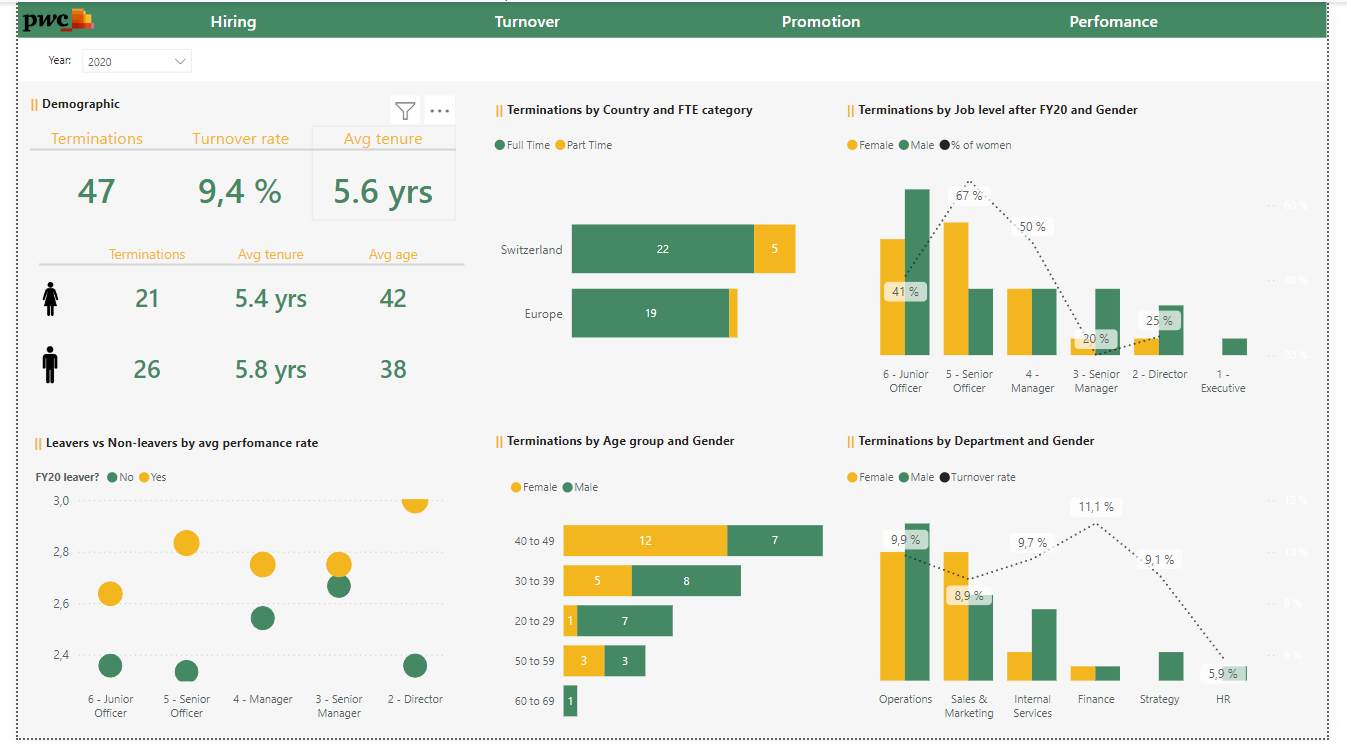 pwc
Hiring Turnover Promotion Perfomance
Year: 2020
|| Demographic
Terminations Turnover rate Avg tenure
47 9,4 % 5.6 yrs
Terminations Avg tenure Avg age
21 5.4 yrs 42
26 5.8 yrs 38
|| Terminations by Country and FTE category
Full Time Part Time
Switzerland 22 5
Europe 19
|| Terminations by Job level after FY20 and Gender
Female Male % of women
67 %
60 %
50 %
40 %
41 %
25 %
20 %
20 %
6 - Junior 5 - Senior 4 - 3 - Senior 2 - Director 1 -
Officer Officer Manager Manager Executive
|| Leavers vs Non-leavers by avg perfomance rate
FY20 leaver? No Yes
3,0
2,8
2,6
2,4
6 - Junior 5 - Senior 4 - Manager 3 - Senior 2 - Director
Officer Officer Manager
|| Terminations by Age group and Gender
Female Male
40 to 49 12 7
30 to 39 5 8
20 to 29 1 7
50 to 59 3 3
60 to 69 1
|| Terminations by Department and Gender
Female Male Turnover rate
12 %
11,1 %
9,9 % 9,7 %
10 %
9,1 %
8,9 %
8 %
6 %
5,9 %
Operations Sales & Internal Finance Strategy HR
Marketing Services